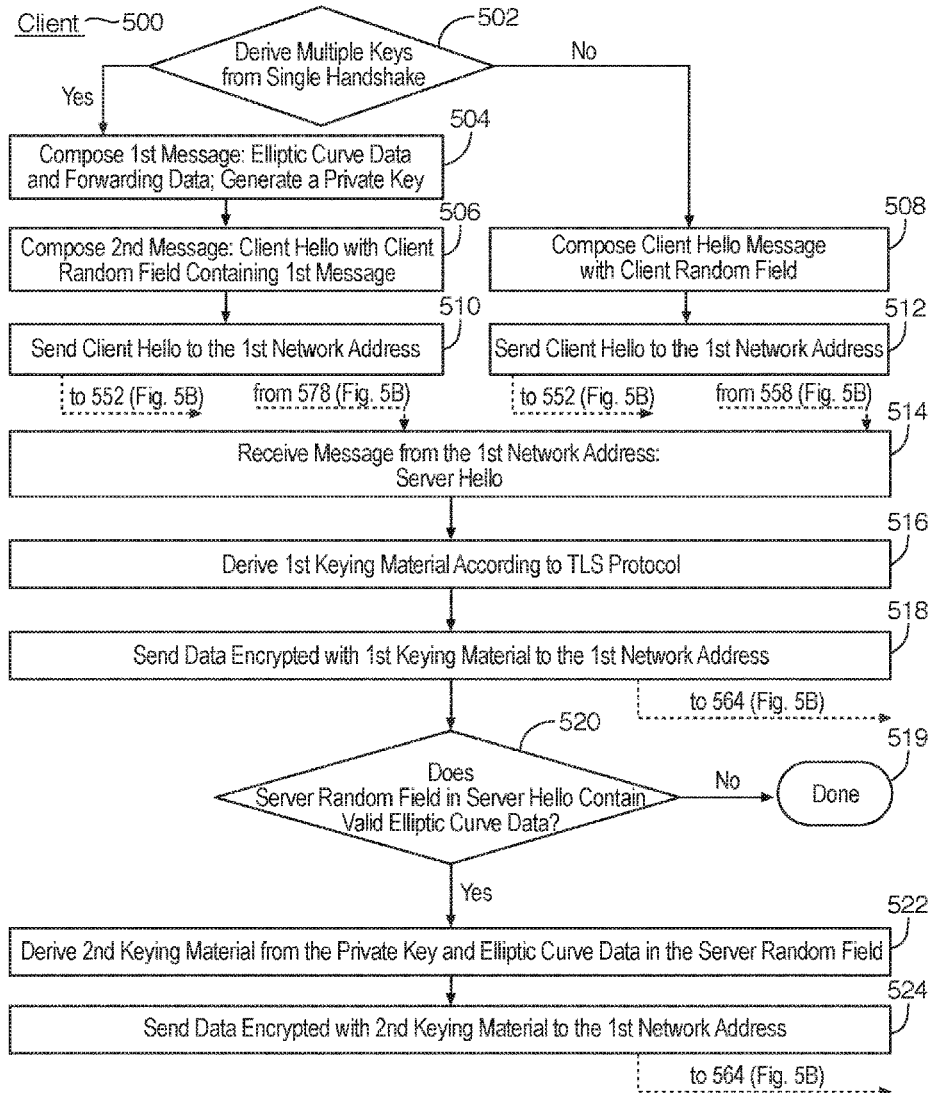 Client 500
502
Derive Multiple Keys
from Single Handshake
No
Yes
504
Compose 1st Message: Elliptic Curve Data
and Forwarding Data; Generate a Private Key
506
Compose 2nd Message: Client Hello with Client
Random Field Containing 1st Message
508
Compose Client Hello Message
with Client Random Field
510
Send Client Hello to the 1st Network Address
512
Send Client Hello to the 1st Network Address
to 552 (Fig. 5B)
from 578 (Fig. 5B)
to 552 (Fig. 5B)
from 558 (Fig. 5B)
514
Receive Message from the 1st Network Address:
Server Hello
516
Derive 1st Keying Material According to TLS Protocol
518
Send Data Encrypted with 1st Keying Material to the 1st Network Address
to 564 (Fig. 5B)
520
Does
Server Random Field in Server Hello Contain
Valid Elliptic Curve Data?
No
519
Done
Yes
522
Derive 2nd Keying Material from the Private Key and Elliptic Curve Data in the Server Random Field
524
Send Data Encrypted with 2nd Keying Material to the 1st Network Address
to 564 (Fig. 5B)